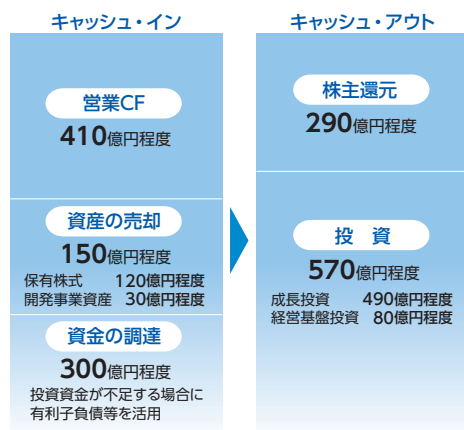 キャッシュ・イン
営業CF
410億円程度
資産の売却
150億円程度
保有株式 120億円程度
開発事業資産 30億円程度
資金の調達
300億円程度
投資資金が不足する場合に
有利子負債等を活用
キャッシュ・アウト
株主還元
290億円程度
投 資
570億円程度
成長投資 490億円程度
経営基盤投資 80億円程度